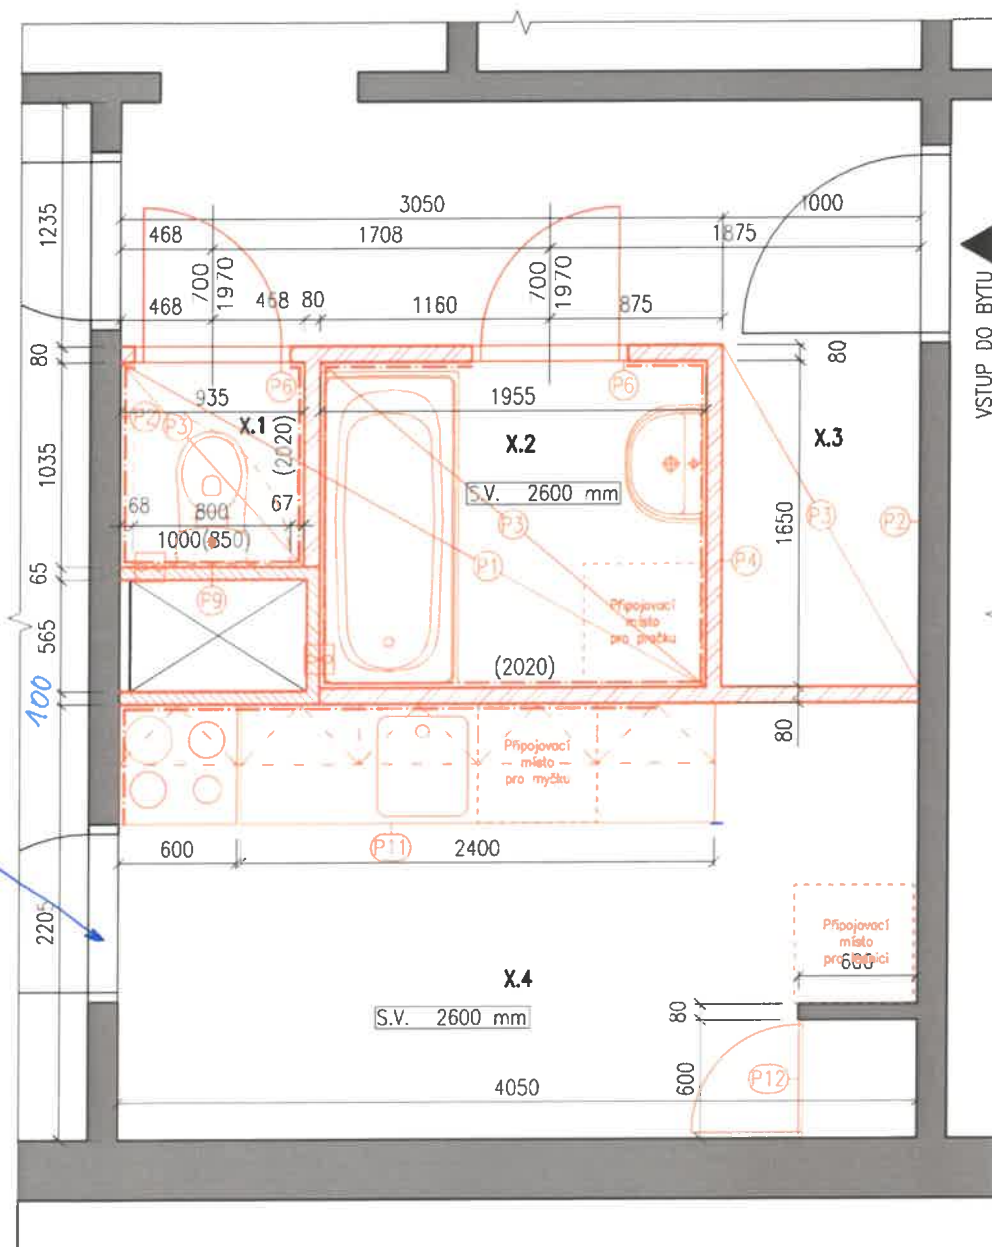 3050
1000
468
1708
1875
1235
700
1970
700
1970
468
468
80
1160
875
VSTUP DO BYTU
80
80
P6
P6
935
1955
P2
P3
X.1
(2020)
X.2
X.3
1035
S.V. 2600 mm
68
800
67
1000(850)
P3
P1
1650
P3
P2
P4
65
P9
565
Připojovací
místo
pro pračku
(2020)
100
80
Připojovací
místo
pro myčku
P11
600
2400
2205
Připojovací
místo
pro
600
X.4
S.V. 2600 mm
80
600
P12
4050